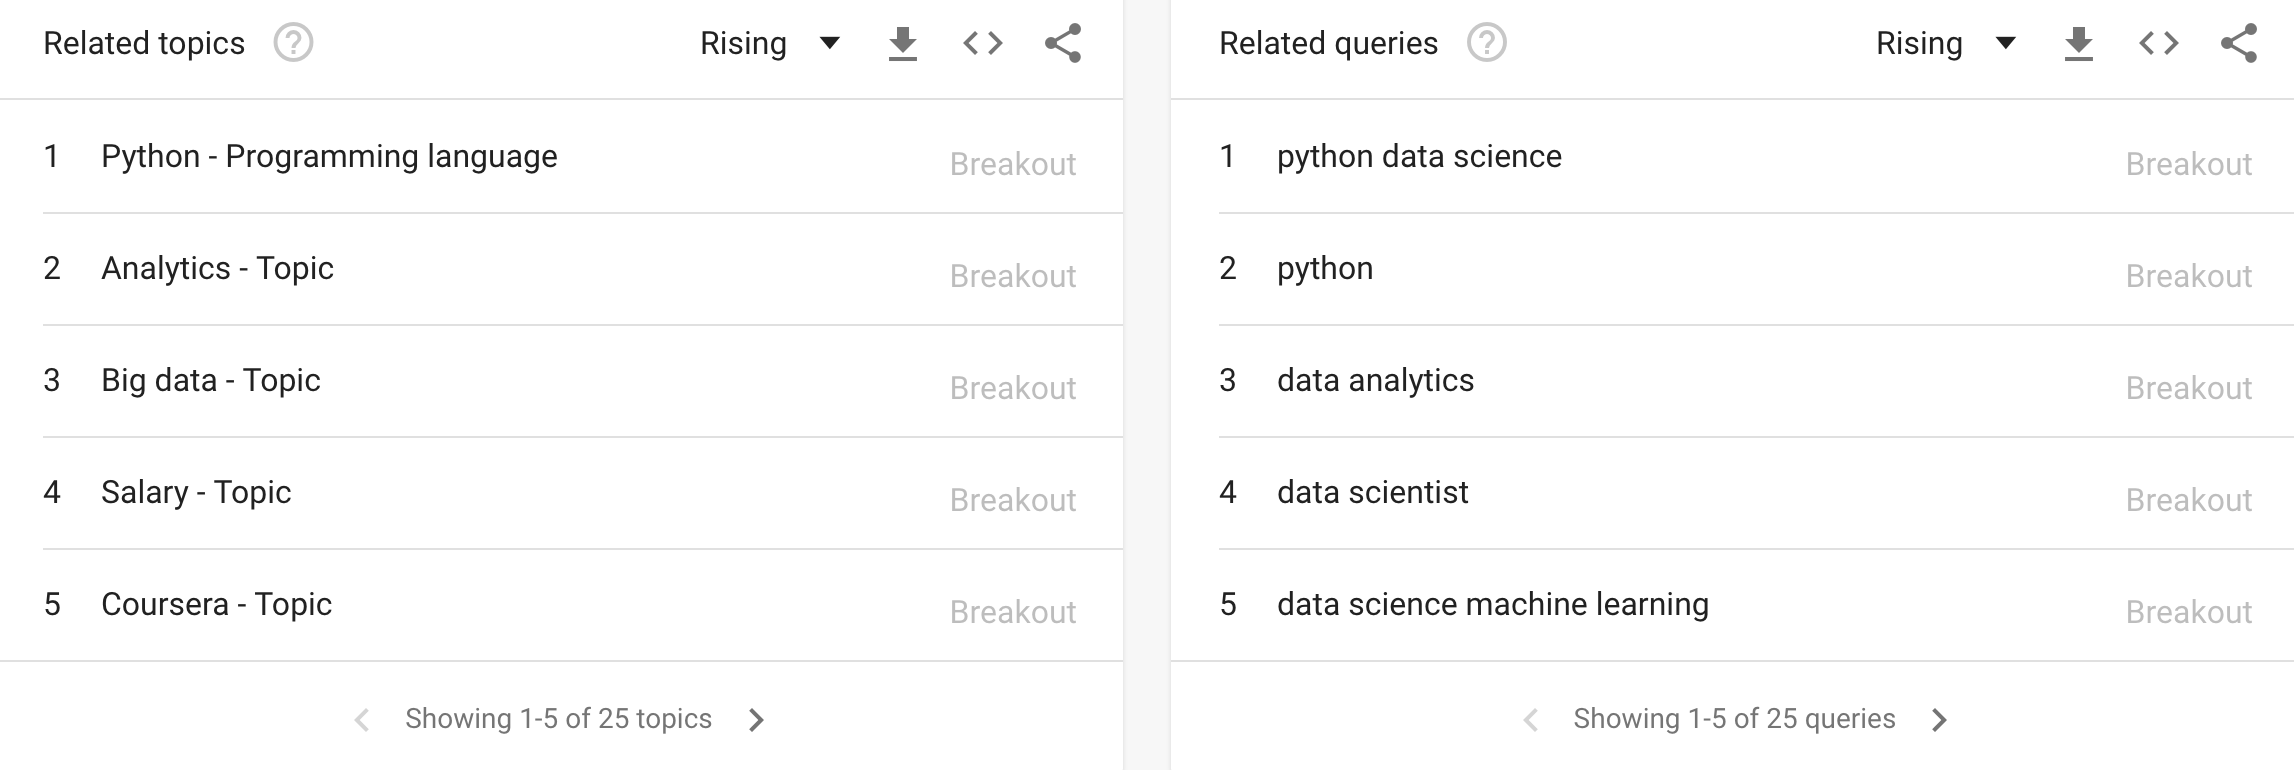 Related topics ? Rising
1 Python - Programming language Breakout
2 Analytics - Topic Breakout
3 Big data - Topic Breakout
4 Salary - Topic Breakout
5 Coursera - Topic Breakout
Showing 1-5 of 25 topics
Related queries ? Rising
1 python data science Breakout
2 python Breakout
3 data analytics Breakout
4 data scientist Breakout
5 data science machine learning Breakout
Showing 1-5 of 25 queries